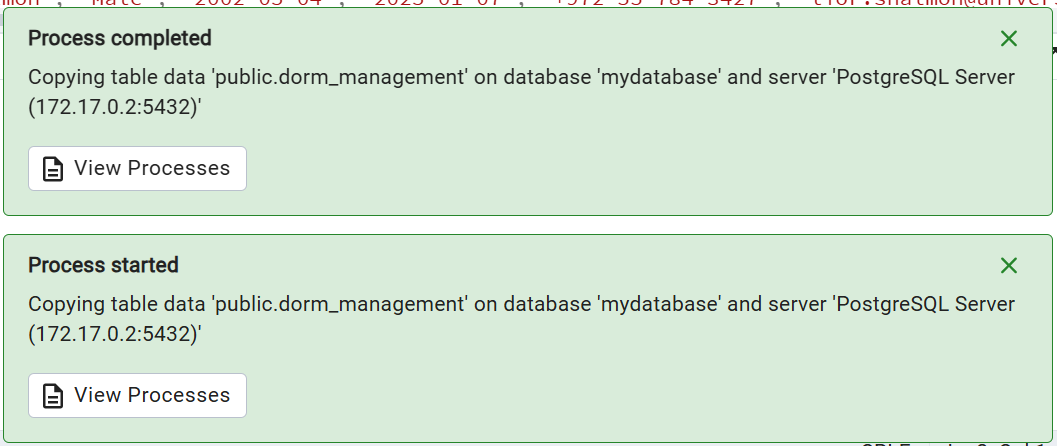 Process completed
Copying table data 'public.dorm_management' on database 'mydatabase' and server 'PostgreSQL Server
(172.17.0.2:5432)'
View Processes
Process started
Copying table data 'public.dorm_management' on database 'mydatabase' and server 'PostgreSQL Server
(172.17.0.2:5432)'
View Processes